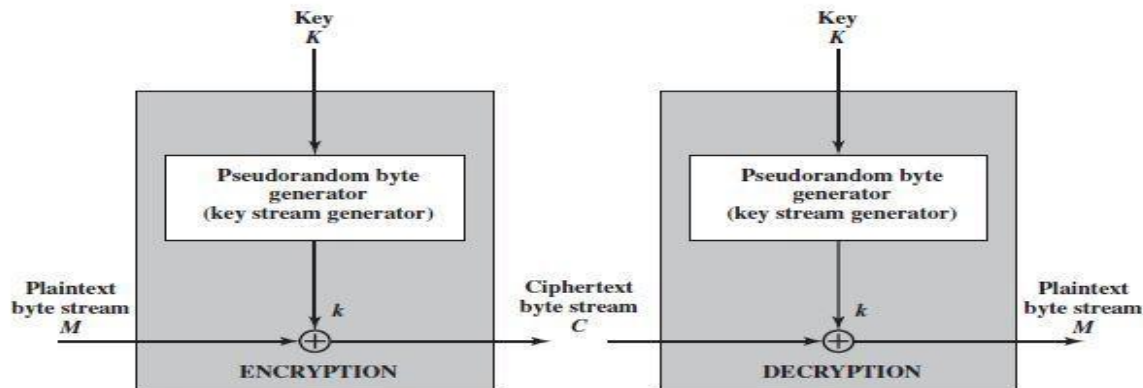 Key
K
Pseudorandom byte
generator
(key stream generator)
Plaintext
byte stream
M
k
ENCRYPTION
Ciphertext
byte stream
C
Key
K
Pseudorandom byte
generator
(key stream generator)
k
DECRYPTION
Plaintext
byte stream
M